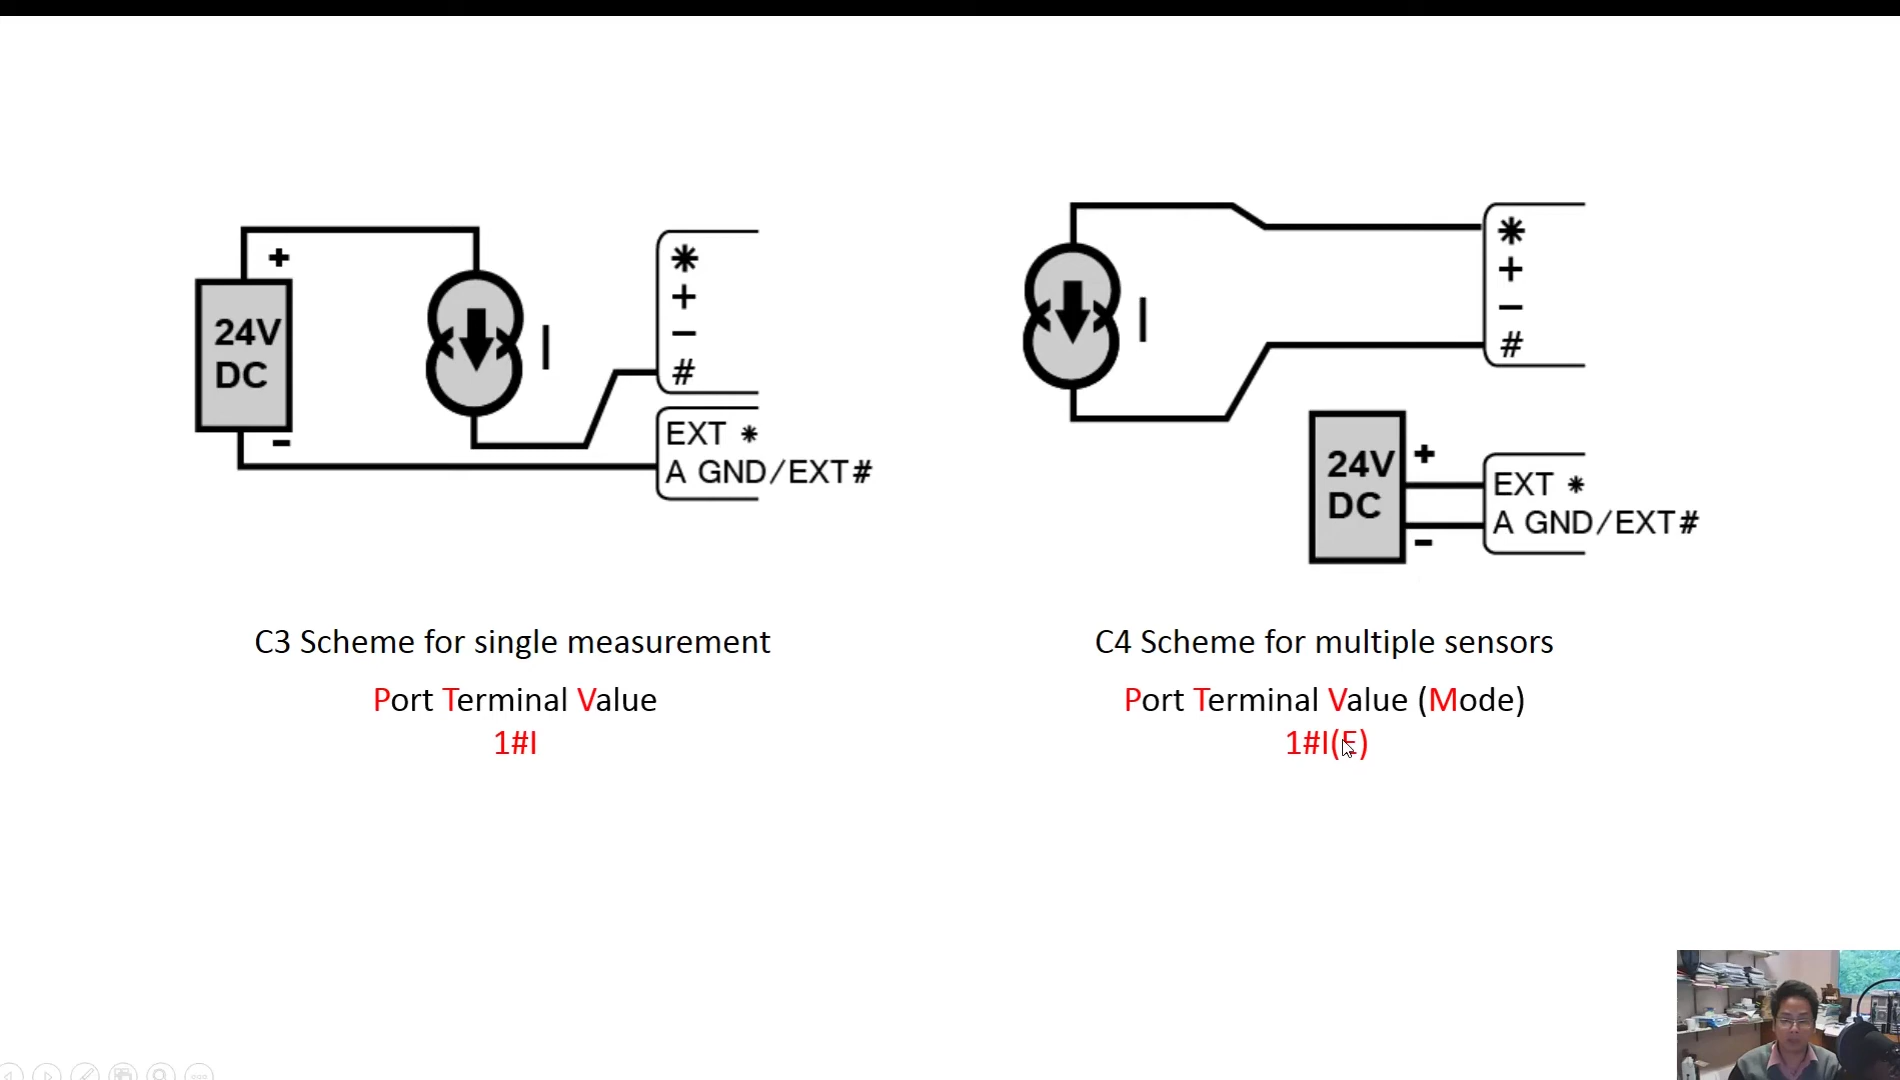 +
24V
DC
-
I
*
+
−
#
EXT *
A GND/EXT#
C3 Scheme for single measurement
Port Terminal Value
1#I
I
*
+
−
#
24V
DC
+
-
EXT *
A GND/EXT#
C4 Scheme for multiple sensors
Port Terminal Value (Mode)
1#I(E)